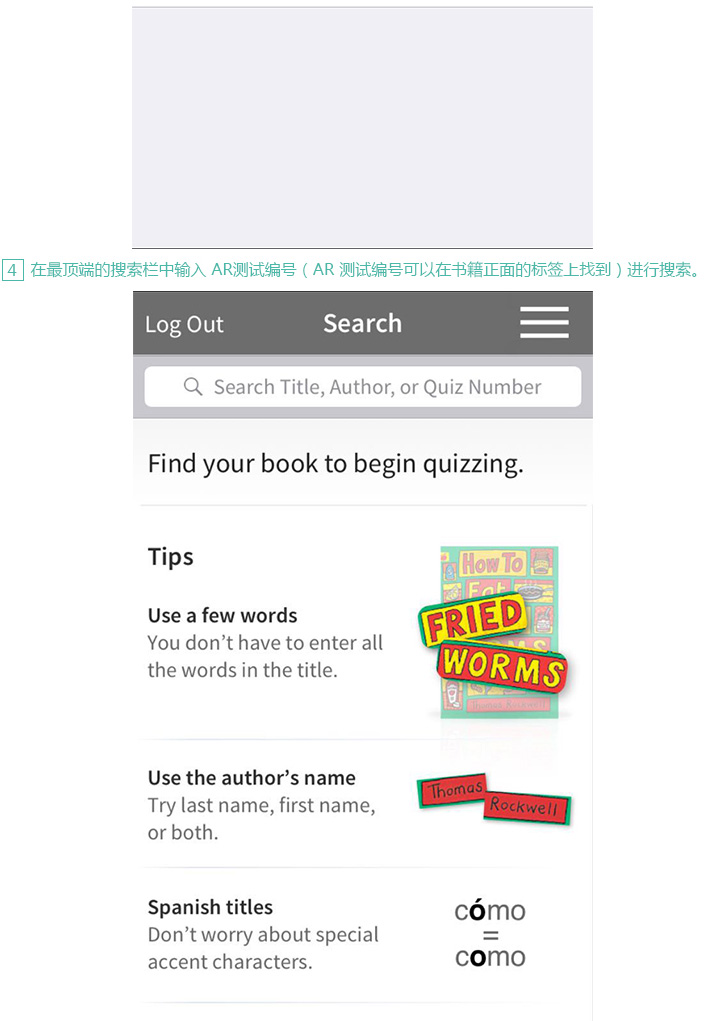 4 在最顶端的搜索栏中输入 AR测试编号（AR 测试编号可以在书籍正面的标签上找到）进行搜索。
Log Out Search
Search Title, Author, or Quiz Number
Find your book to begin quizzing.
Tips
How To
Eat
FRIED
WORMS
Thomas Rockwell
Use a few words
You don’t have to enter all
the words in the title.
Use the author’s name
Try last name, first name,
or both.
Thomas
Rockwell
Spanish titles
Don’t worry about special
accent characters.
cómo
=
como